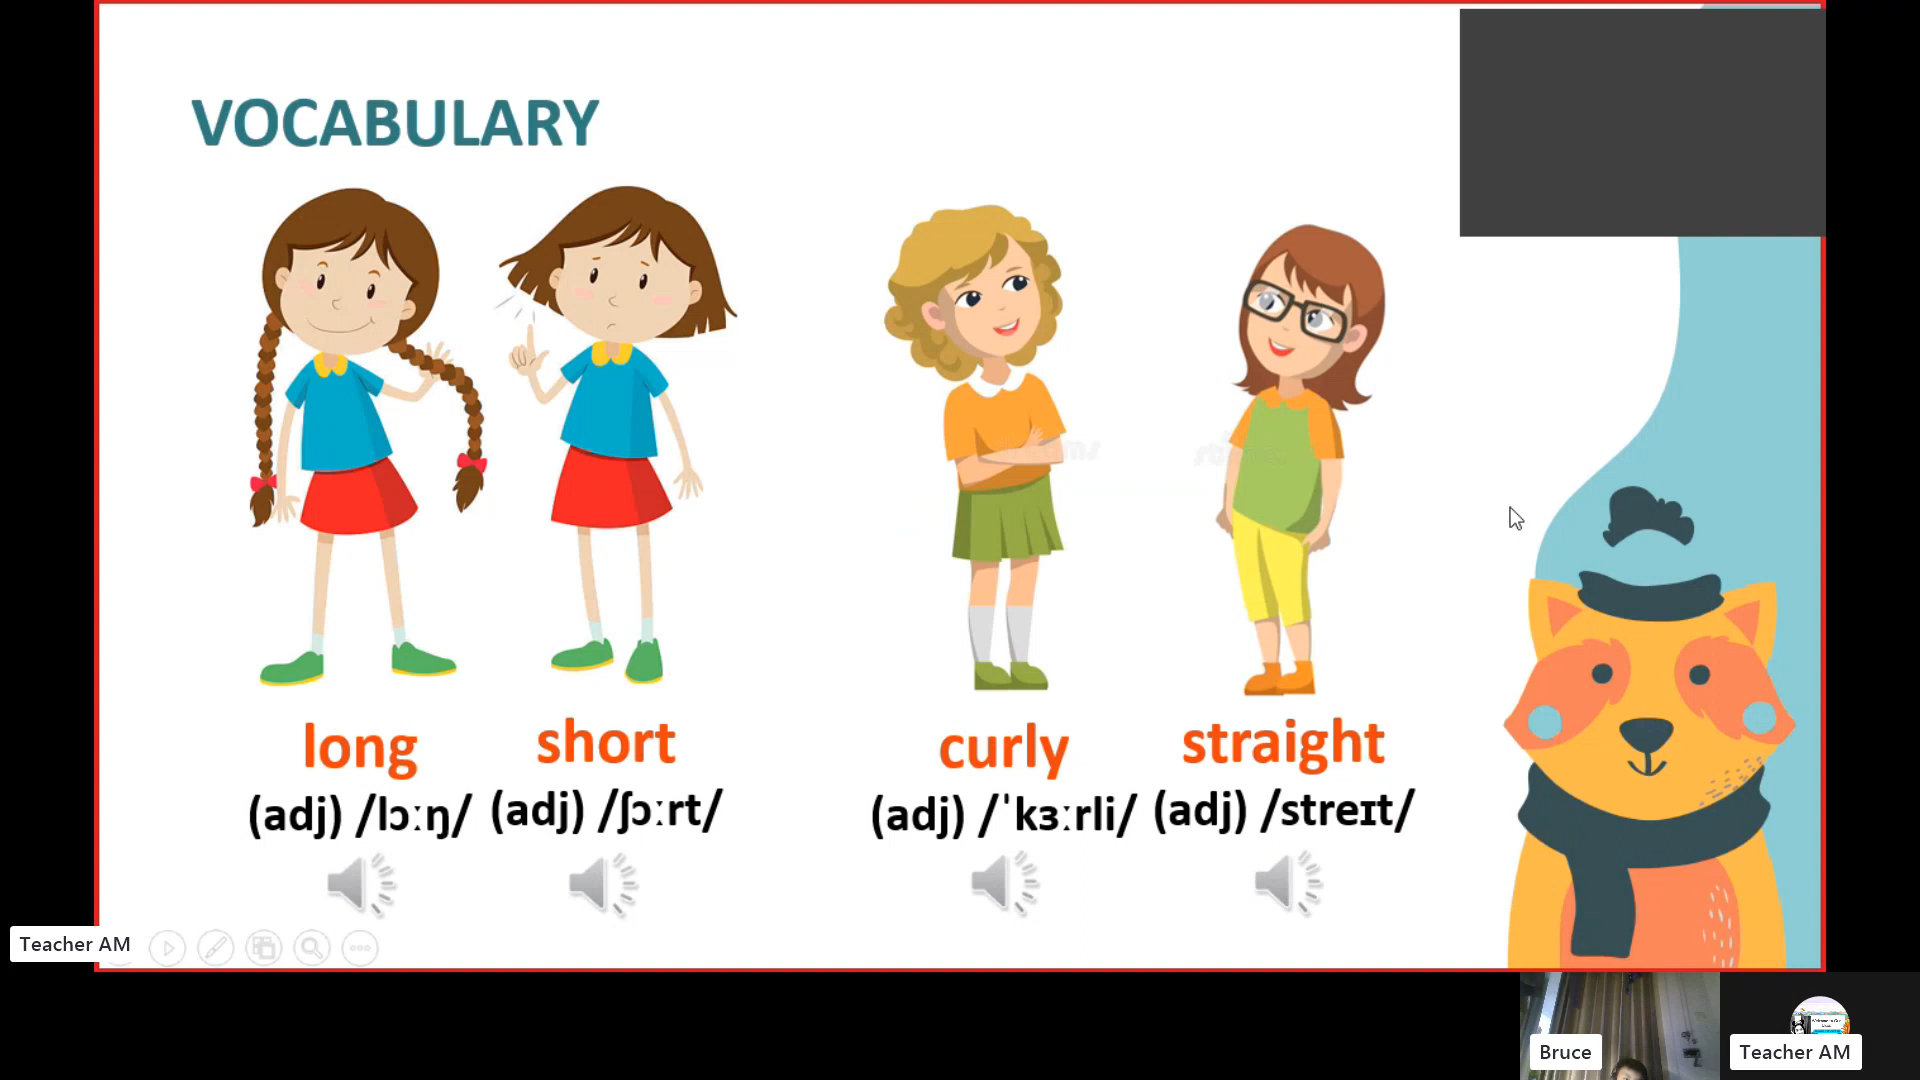 VOCABULARY
long
short
curly
straight
(adj) /lɔːŋ/
(adj) /ʃɔːrt/
(adj) /ˈkɜːrli/
(adj) /streɪt/
Teacher AM
Bruce
Teacher AM